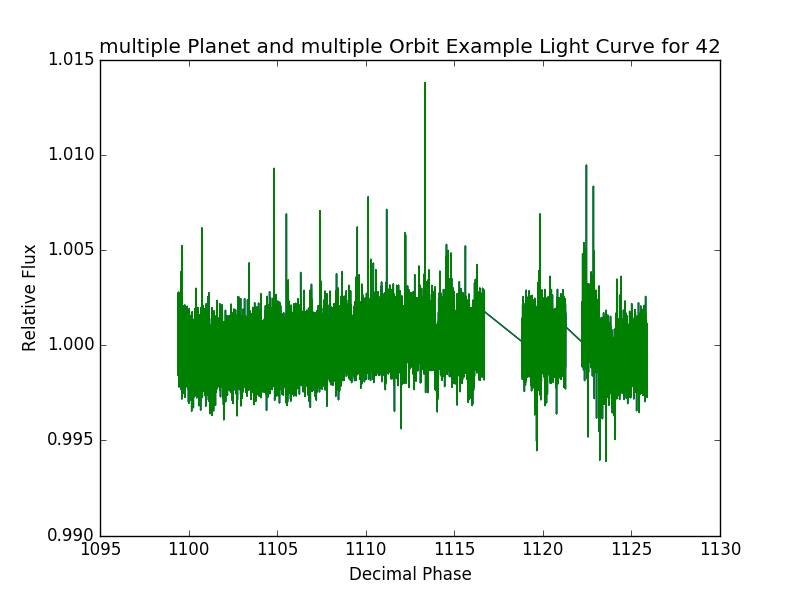 multiple Planet and multiple Orbit Example Light Curve for 42
1.015
1.010
1.005
1.000
0.995
0.990
Relative Flux
1095 1100 1105 1110 1115 1120 1125 1130
Decimal Phase